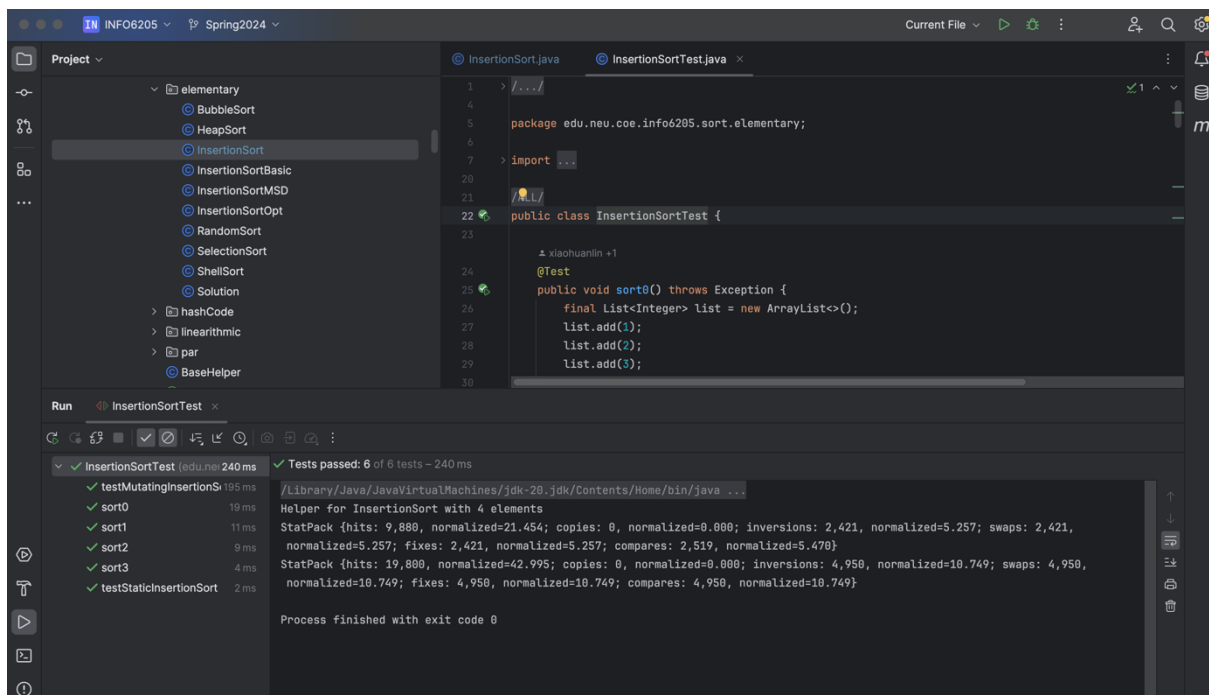 IN INFO6205 Spring2024 Current File
Project
elementary
BubbleSort
HeapSort
InsertionSort
InsertionSortBasic
InsertionSortMSD
InsertionSortOpt
RandomSort
SelectionSort
ShellSort
Solution
hashCode
linearithmic
par
BaseHelper
InsertionSort.java InsertionSortTest.java
1 /.../
4
5 package edu.neu.coe.info6205.sort.elementary;
6
7 import ...
20
21 /ALL/
22 public class InsertionSortTest {
23
xiaohuanlin +1
24 @Test
25 public void sort0() throws Exception {
26 final List<Integer> list = new ArrayList<>();
27 list.add(1);
28 list.add(2);
29 list.add(3);
30
1
m
Run InsertionSortTest
InsertionSortTest (edu.neu 240 ms
testMutatingInsertionS 195 ms
sort0 19 ms
sort1 11 ms
sort2 9 ms
sort3 4 ms
testStaticInsertionSort 2 ms
Tests passed: 6 of 6 tests – 240 ms
/Library/Java/JavaVirtualMachines/jdk-20.jdk/Contents/Home/bin/java ...
Helper for InsertionSort with 4 elements
StatPack {hits: 9,880, normalized=21.454; copies: 0, normalized=0.000; inversions: 2,421, normalized=5.257; swaps: 2,421,
normalized=5.257; fixes: 2,421, normalized=5.257; compares: 2,519, normalized=5.470}
StatPack {hits: 19,800, normalized=42.995; copies: 0, normalized=0.000; inversions: 4,950, normalized=10.749; swaps: 4,950,
normalized=10.749; fixes: 4,950, normalized=10.749; compares: 4,950, normalized=10.749}
Process finished with exit code 0